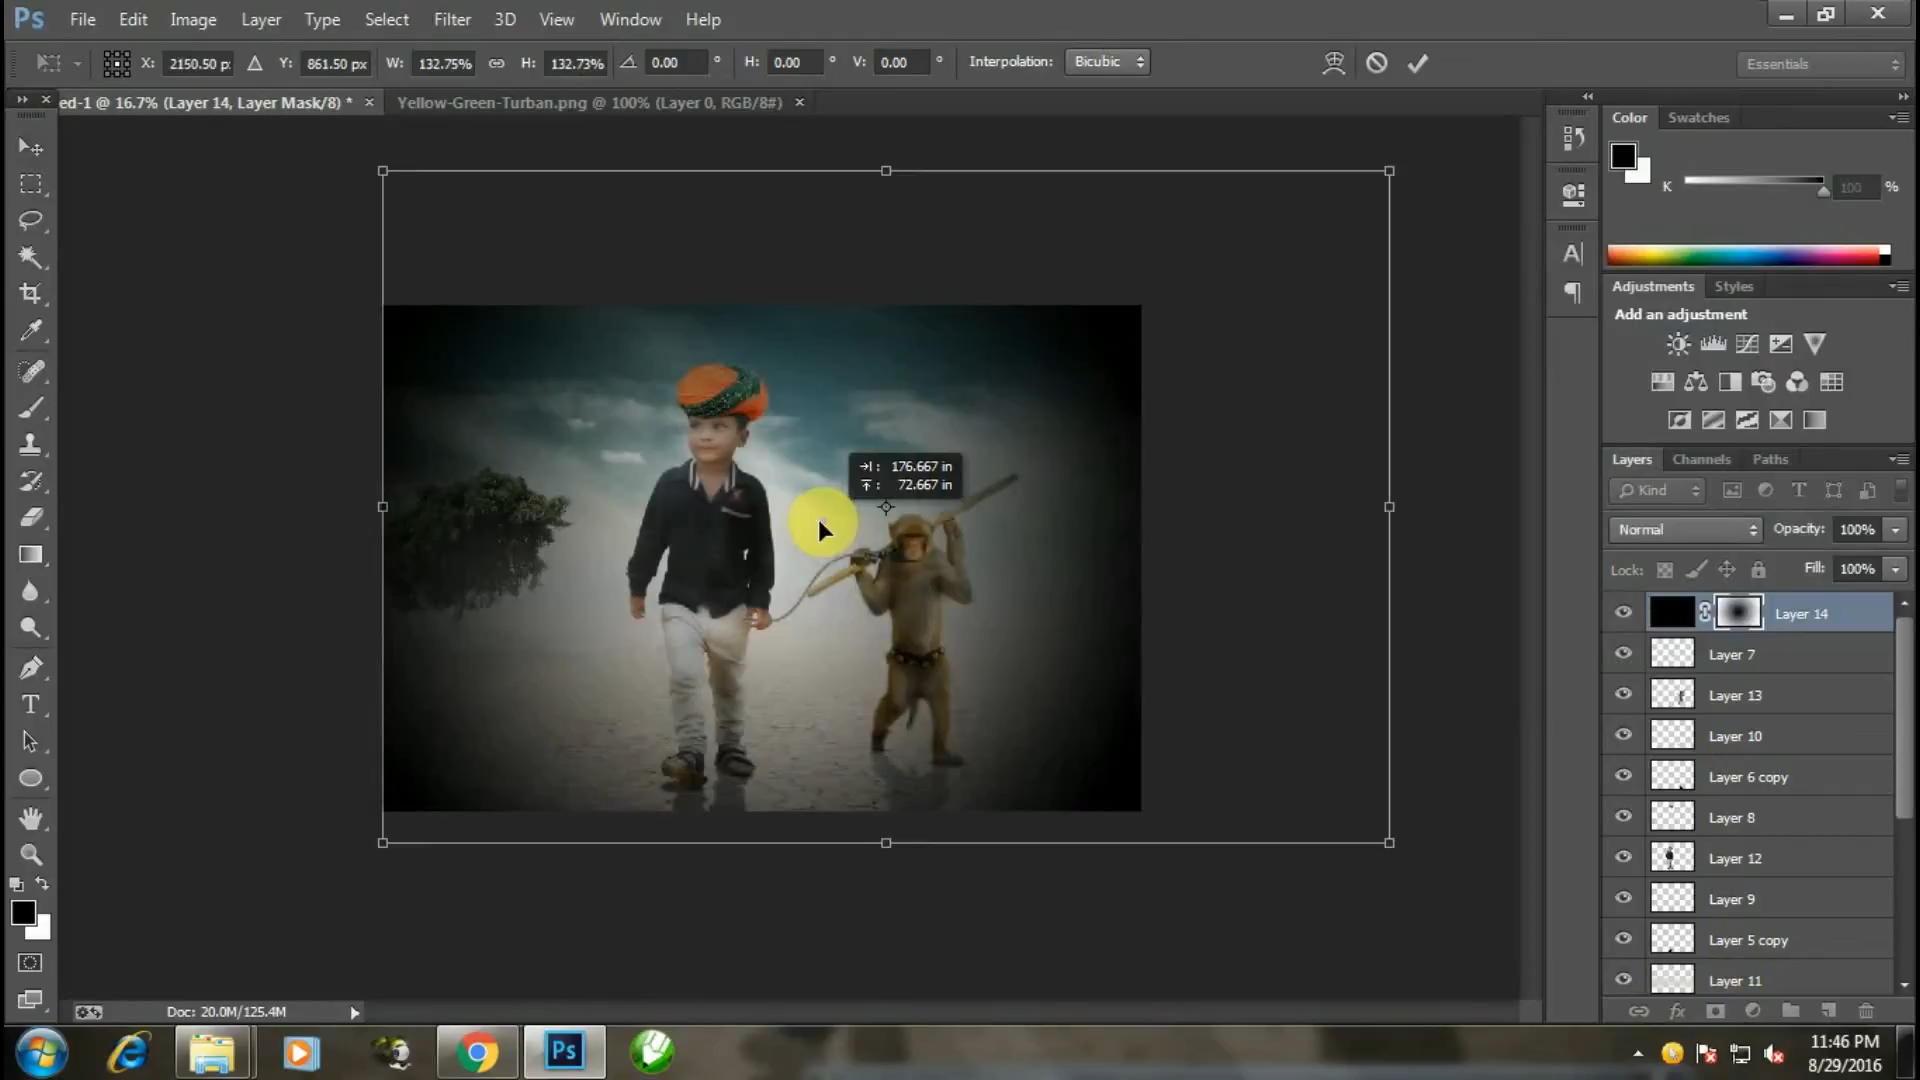 Ps File Edit Image Layer Type Select Filter 3D View Window Help
X: 2150.50 px Y: 861.50 px W: 132.75% H: 132.73% 0.00 ° H: 0.00 ° V: 0.00 ° Interpolation: Bicubic Essentials
ed-1 @ 16.7% (Layer 14, Layer Mask/8) * × Yellow-Green-Turban.png @ 100% (Layer 0, RGB/8#) ×
Color Swatches
K 100 %
Adjustments Styles
Add an adjustment
Layers Channels Paths
Kind
Normal Opacity: 100%
Lock: Fill: 100%
Layer 14
Layer 7
Layer 13
Layer 10
Layer 6 copy
Layer 8
Layer 12
Layer 9
Layer 5 copy
Layer 11
176.667 in
72.667 in
Doc: 20.0M/125.4M
Ps
11:46 PM
8/29/2016